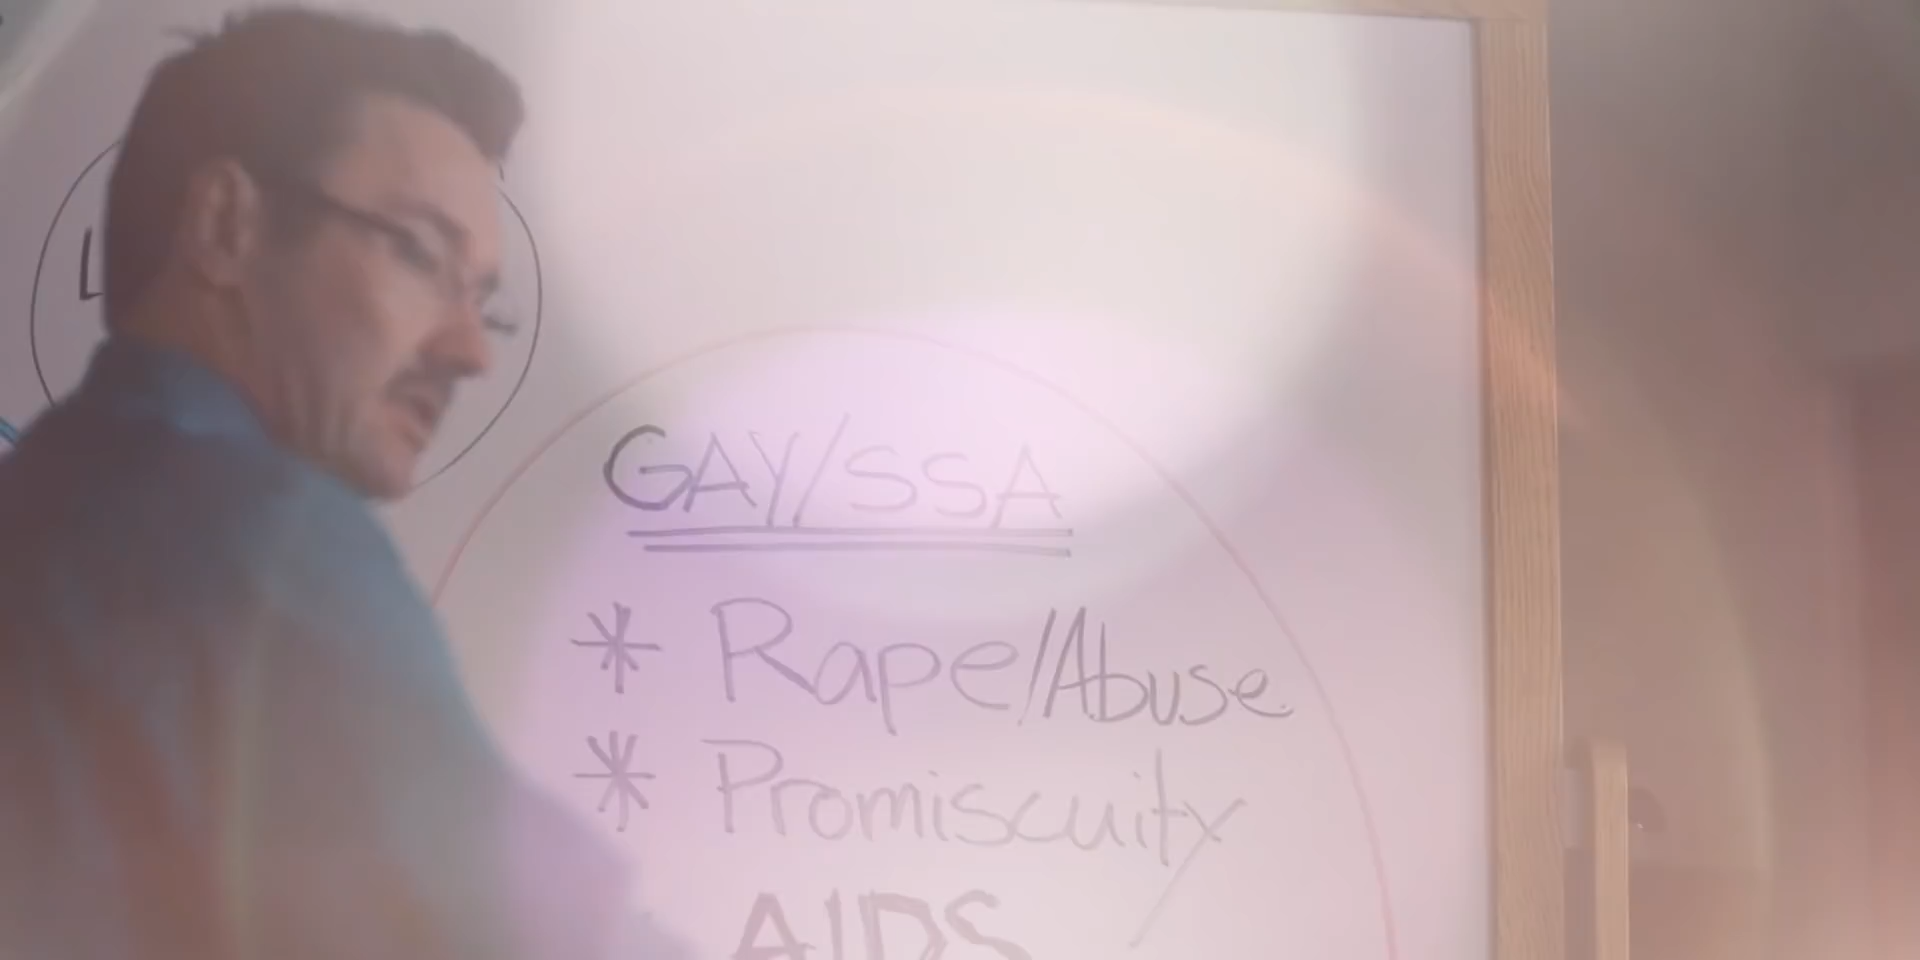 L
GAY/SSA
* Rape/Abuse
* Promiscuity
AIDS